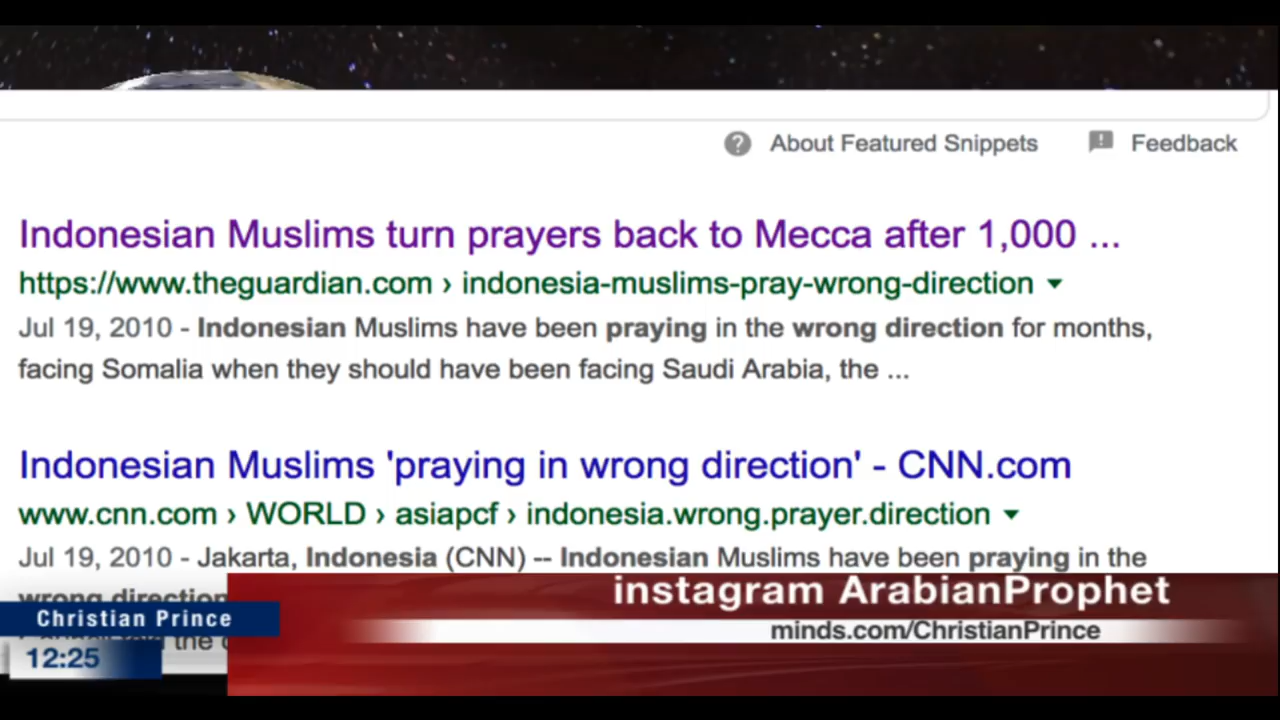 About Featured Snippets Feedback
Indonesian Muslims turn prayers back to Mecca after 1,000 ...
https://www.theguardian.com › indonesia-muslims-pray-wrong-direction
Jul 19, 2010 - Indonesian Muslims have been praying in the wrong direction for months,
facing Somalia when they should have been facing Saudi Arabia, the ...
Indonesian Muslims 'praying in wrong direction' - CNN.com
www.cnn.com › WORLD › asiapcf › indonesia.wrong.prayer.direction
Jul 19, 2010 - Jakarta, Indonesia (CNN) -- Indonesian Muslims have been praying in the
wrong direction
instagram ArabianProphet
Christian Prince
minds.com/ChristianPrince
the
12:25